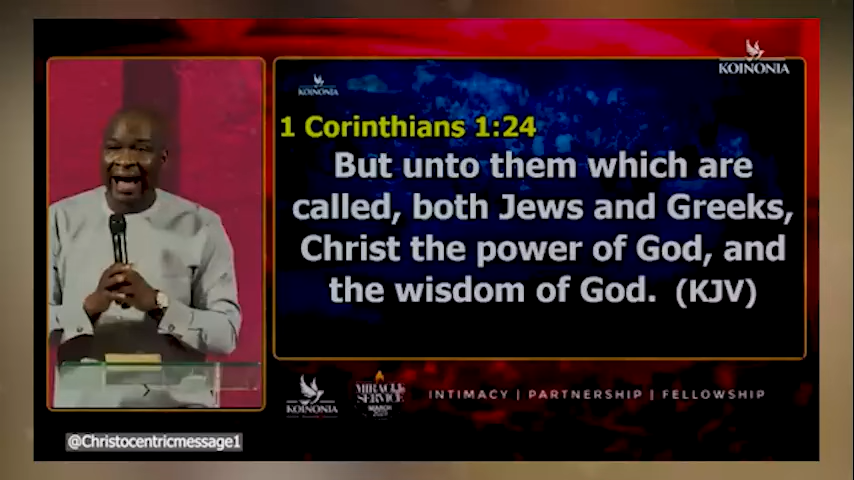 KOINONIA
KOINONIA
1 Corinthians 1:24
But unto them which are
called, both Jews and Greeks,
Christ the power of God, and
the wisdom of God. (KJV)
KOINONIA
MIRACLE
SERVICE
MARCH
INTIMACY | PARTNERSHIP | FELLOWSHIP
@Christocentricmessage1